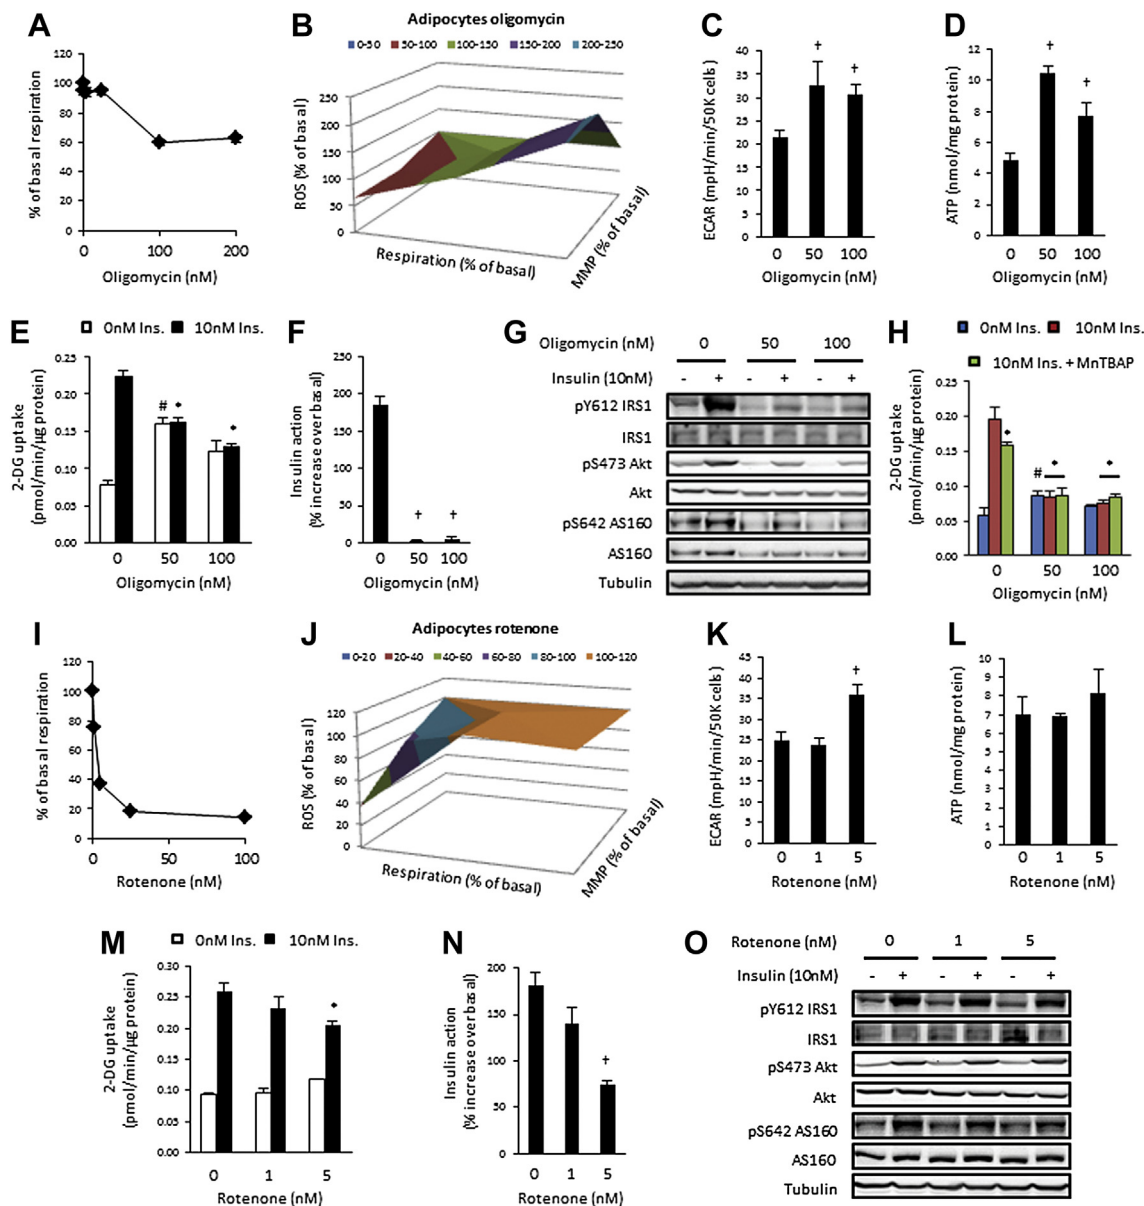 A
120
100
80
60
40
20
0
% of basal respiration
0 100 200
Oligomycin (nM)
B
Adipocytes oligomycin
0-50 50-100 100-150 150-200 200-250
250
200
150
100
50
0
ROS (% of basal)
Respiration (% of basal)
MMP (% of basal)
C
40
35
30
25
20
15
10
5
0
ECAR (mpH/min/50K cells)
† †
0 50 100
Oligomycin (nM)
D
12
10
8
6
4
2
0
ATP (nmol/mg protein)
† †
0 50 100
Oligomycin (nM)
E
0nM Ins. 10nM Ins.
0.25
0.20
0.15
0.10
0.05
0.00
2-DG uptake
(pmol/min/µg protein)
# * *
0 50 100
Oligomycin (nM)
F
250
200
150
100
50
0
Insulin action
(% increase over basal)
† †
0 50 100
Oligomycin (nM)
G
Oligomycin (nM) 0 50 100
Insulin (10nM) - + - + - +
pY612 IRS1
IRS1
pS473 Akt
Akt
pS642 AS160
AS160
Tubulin
H
0nM Ins. 10nM Ins.
10nM Ins. + MnTBAP
0.25
0.20
0.15
0.10
0.05
0.00
2-DG uptake
(pmol/min/µg protein)
* # * *
0 50 100
Oligomycin (nM)
I
120
100
80
60
40
20
0
% of basal respiration
0 50 100
Rotenone (nM)
J
Adipocytes rotenone
0-20 20-40 40-60 60-80 80-100 100-120
120
100
80
60
40
20
0
ROS (% of basal)
Respiration (% of basal)
MMP (% of basal)
K
45
40
35
30
25
20
15
10
5
0
ECAR (mpH/min/50K cells)
†
0 1 5
Rotenone (nM)
L
10
9
8
7
6
5
4
3
2
1
0
ATP (nmol/mg protein)
0 1 5
Rotenone (nM)
M
0nM Ins. 10nM Ins.
0.30
0.25
0.20
0.15
0.10
0.05
0.00
2-DG uptake
(pmol/min/µg protein)
*
0 1 5
Rotenone (nM)
N
200
150
100
50
0
Insulin action
(% increase over basal)
†
0 1 5
Rotenone (nM)
O
Rotenone (nM) 0 1 5
Insulin (10nM) - + - + - +
pY612 IRS1
IRS1
pS473 Akt
Akt
pS642 AS160
AS160
Tubulin